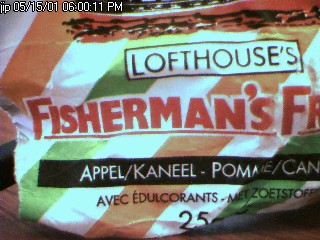 jp 05/15/01 06:00:11 PM
LOFTHOUSE'S
FISHERMAN'S FR
APPEL/KANEEL - POMME/CAN
AVEC ÉDULCORANTS - MET ZOETSTOFF
25